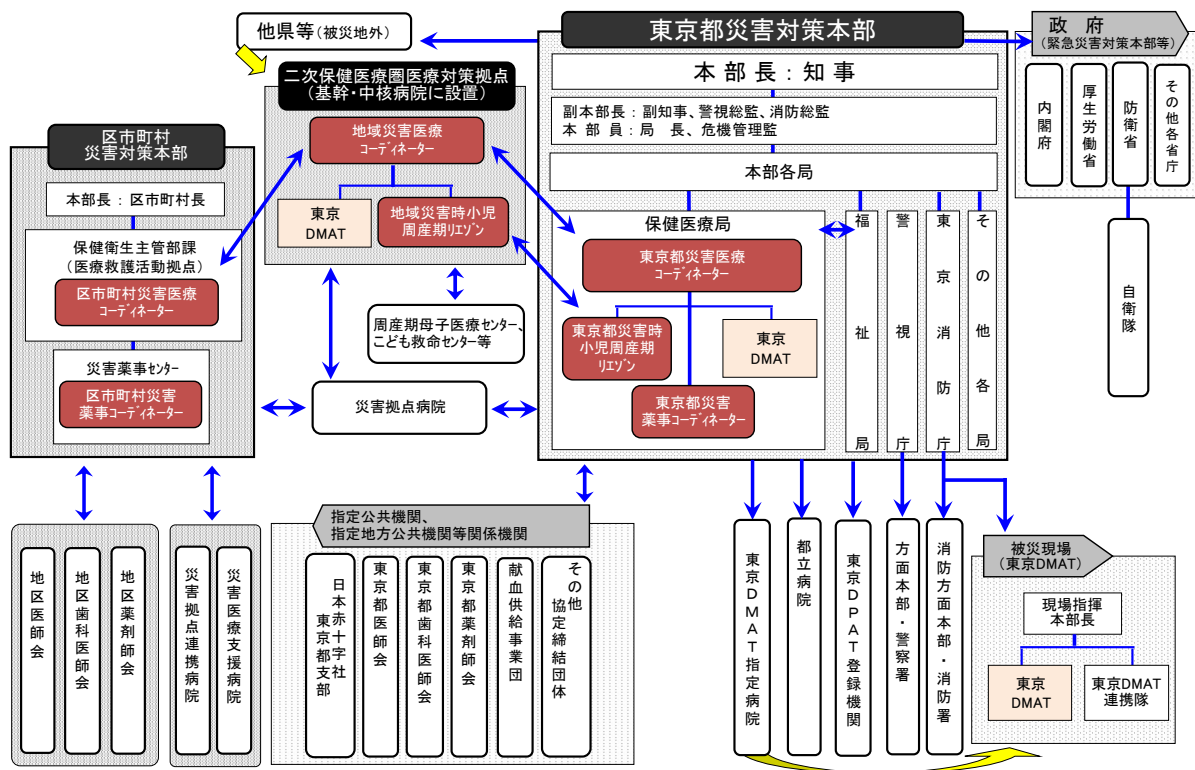 他県等(被災地外)
東京都災害対策本部
本部長：知事
副本部長：副知事、警視総監、消防総監
本 部 員：局　長、危機管理監
本部各局
保健医療局
東京都災害医療
コーディネーター
東京都災害時
小児周産期
リエゾン
東京
DMAT
東京都災害
薬事コーディネーター
福祉局
警視庁
東京消防庁
その他各局
政　府
(緊急災害対策本部等)
内閣府
厚生労働省
防衛省
その他各省庁
自衛隊
二次保健医療圏医療対策拠点
(基幹・中核病院に設置)
地域災害医療
コーディネーター
東京
DMAT
地域災害時小児
周産期リエゾン
周産期母子医療センター、
こども救命センター等
災害拠点病院
区市町村
災害対策本部
本部長：区市町村長
保健衛生主管部課
(医療救護活動拠点)
区市町村災害医療
コーディネーター
災害薬事センター
区市町村災害
薬事コーディネーター
地区医師会
地区歯科医師会
地区薬剤師会
災害拠点連携病院
災害医療支援病院
指定公共機関、
指定地方公共機関等関係機関
日本赤十字社
東京都支部
東京都医師会
東京都歯科医師会
東京都薬剤師会
献血供給事業団
その他
協定締結団体
東京DMAT指定病院
都立病院
東京DPAT登録機関
方面本部・警察署
消防方面本部・消防署
被災現場
(東京DMAT)
現場指揮
本部長
東京
DMAT
東京DMAT
連携隊